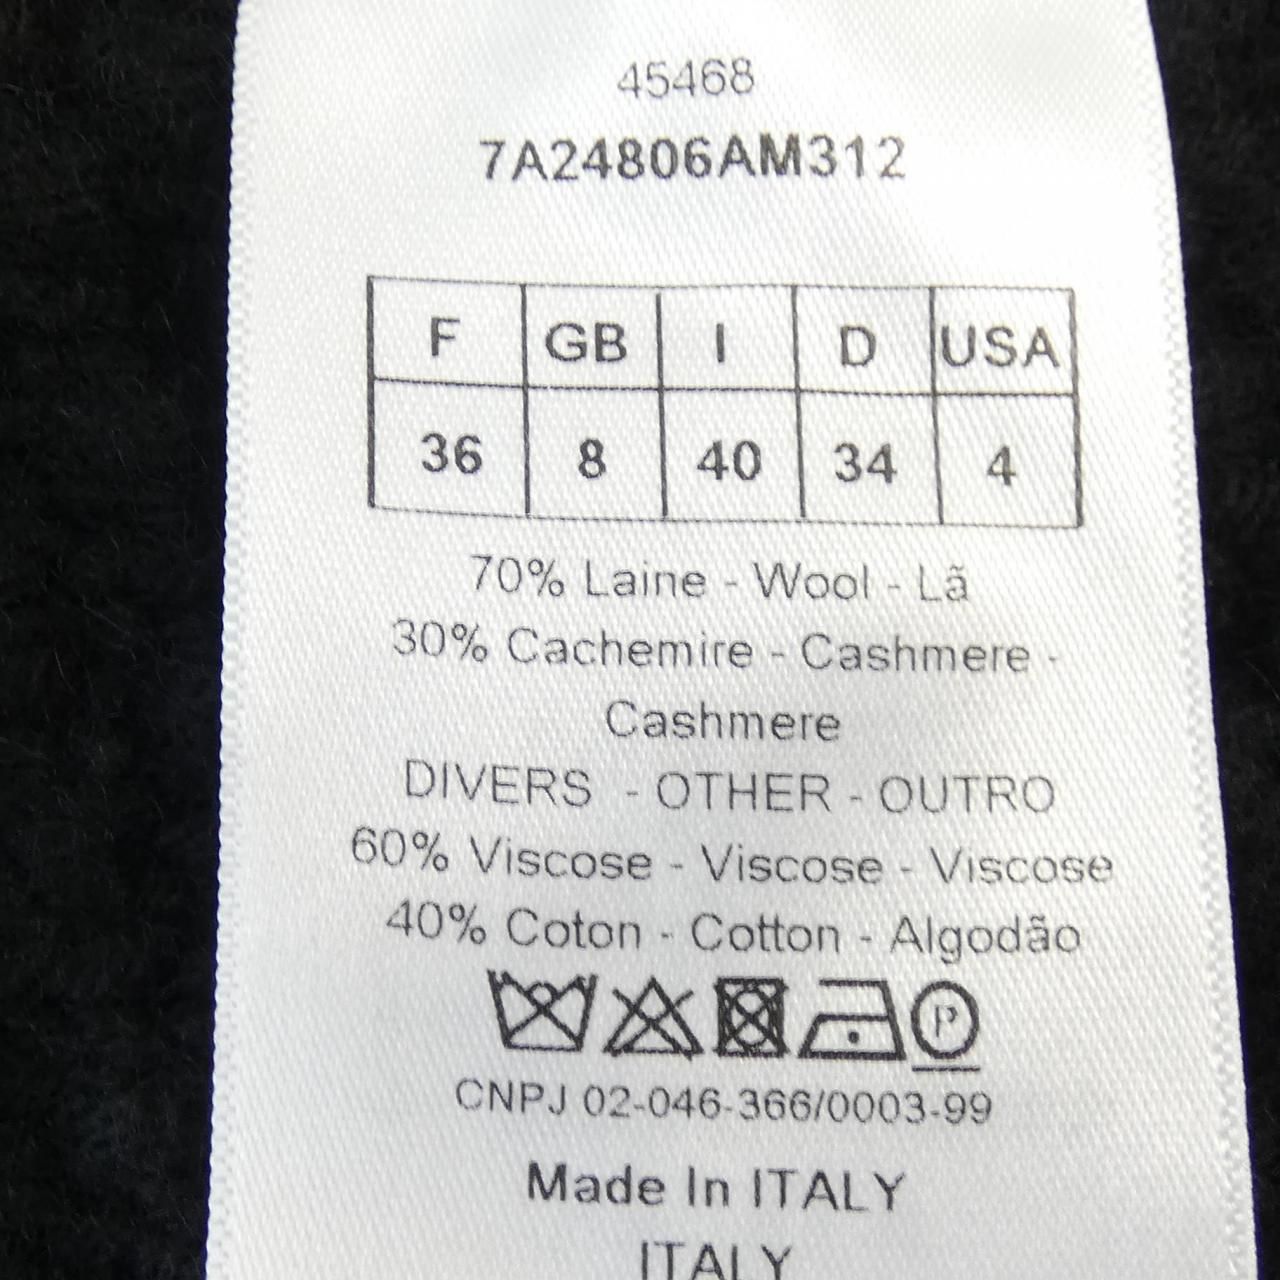 45468
7A24806AM312
F GB I D USA
36 8 40 34 4
70% Laine - Wool - Lã
30% Cachemire - Cashmere -
Cashmere
DIVERS - OTHER - OUTRO
60% Viscose - Viscose - Viscose
40% Coton - Cotton - Algodão
P
CNPJ 02-046-366/0003-99
Made In ITALY
ITALY